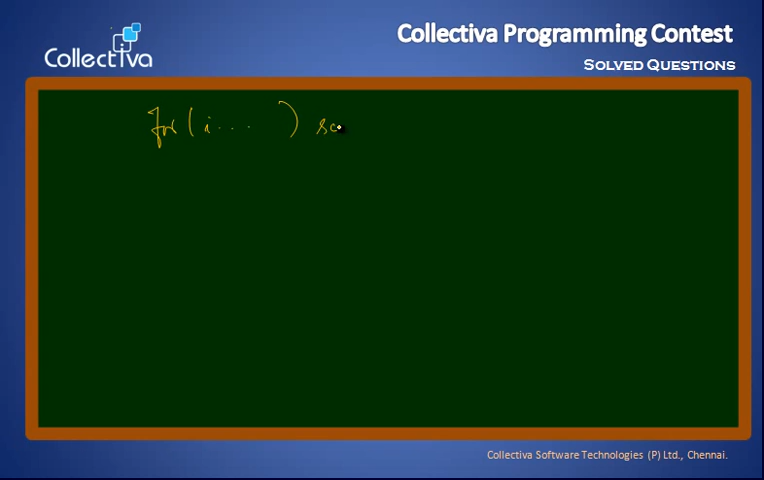 Collectiva
Collectiva Programming Contest
SOLVED QUESTIONS
for ( i . . . ) sc
Collectiva Software Technologies (P) Ltd., Chennai.